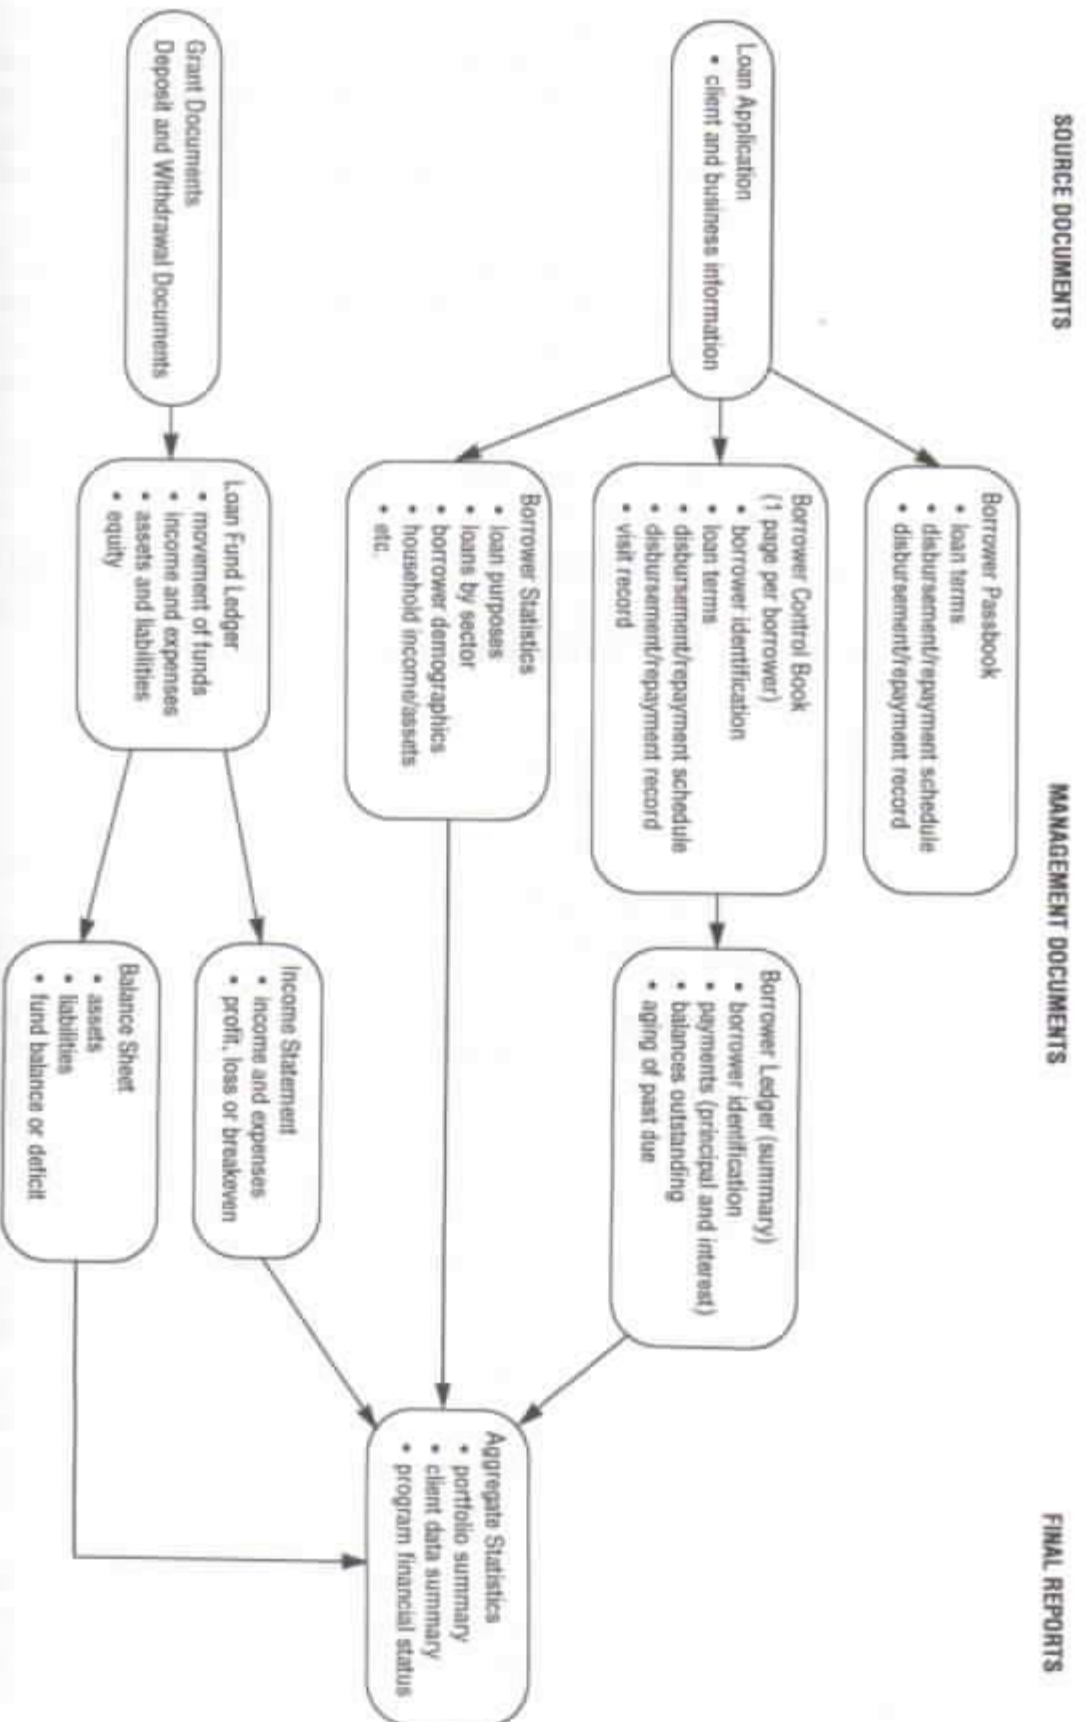 SOURCE DOCUMENTS
MANAGEMENT DOCUMENTS
FINAL REPORTS
Loan Application
• client and business information
Grant Documents
Deposit and Withdrawal Documents
Borrower Passbook
• loan terms
• disbursement/repayment schedule
• disbursement/repayment record
Borrower Control Book
(1 page per borrower)
• borrower identification
• loan terms
• disbursement/repayment schedule
• disbursement/repayment record
• visit record
Borrower Statistics
• loan purposes
• loans by sector
• borrower demographics
• household income/assets
• etc.
Loan Fund Ledger
• movement of funds
• income and expenses
• assets and liabilities
• equity
Borrower Ledger (summary)
• borrower identification
• payments (principal and interest)
• balances outstanding
• aging of past due
Income Statement
• income and expenses
• profit, loss or breakeven
Balance Sheet
• assets
• liabilities
• fund balance or deficit
Aggregate Statistics
• portfolio summary
• client data summary
• program financial status